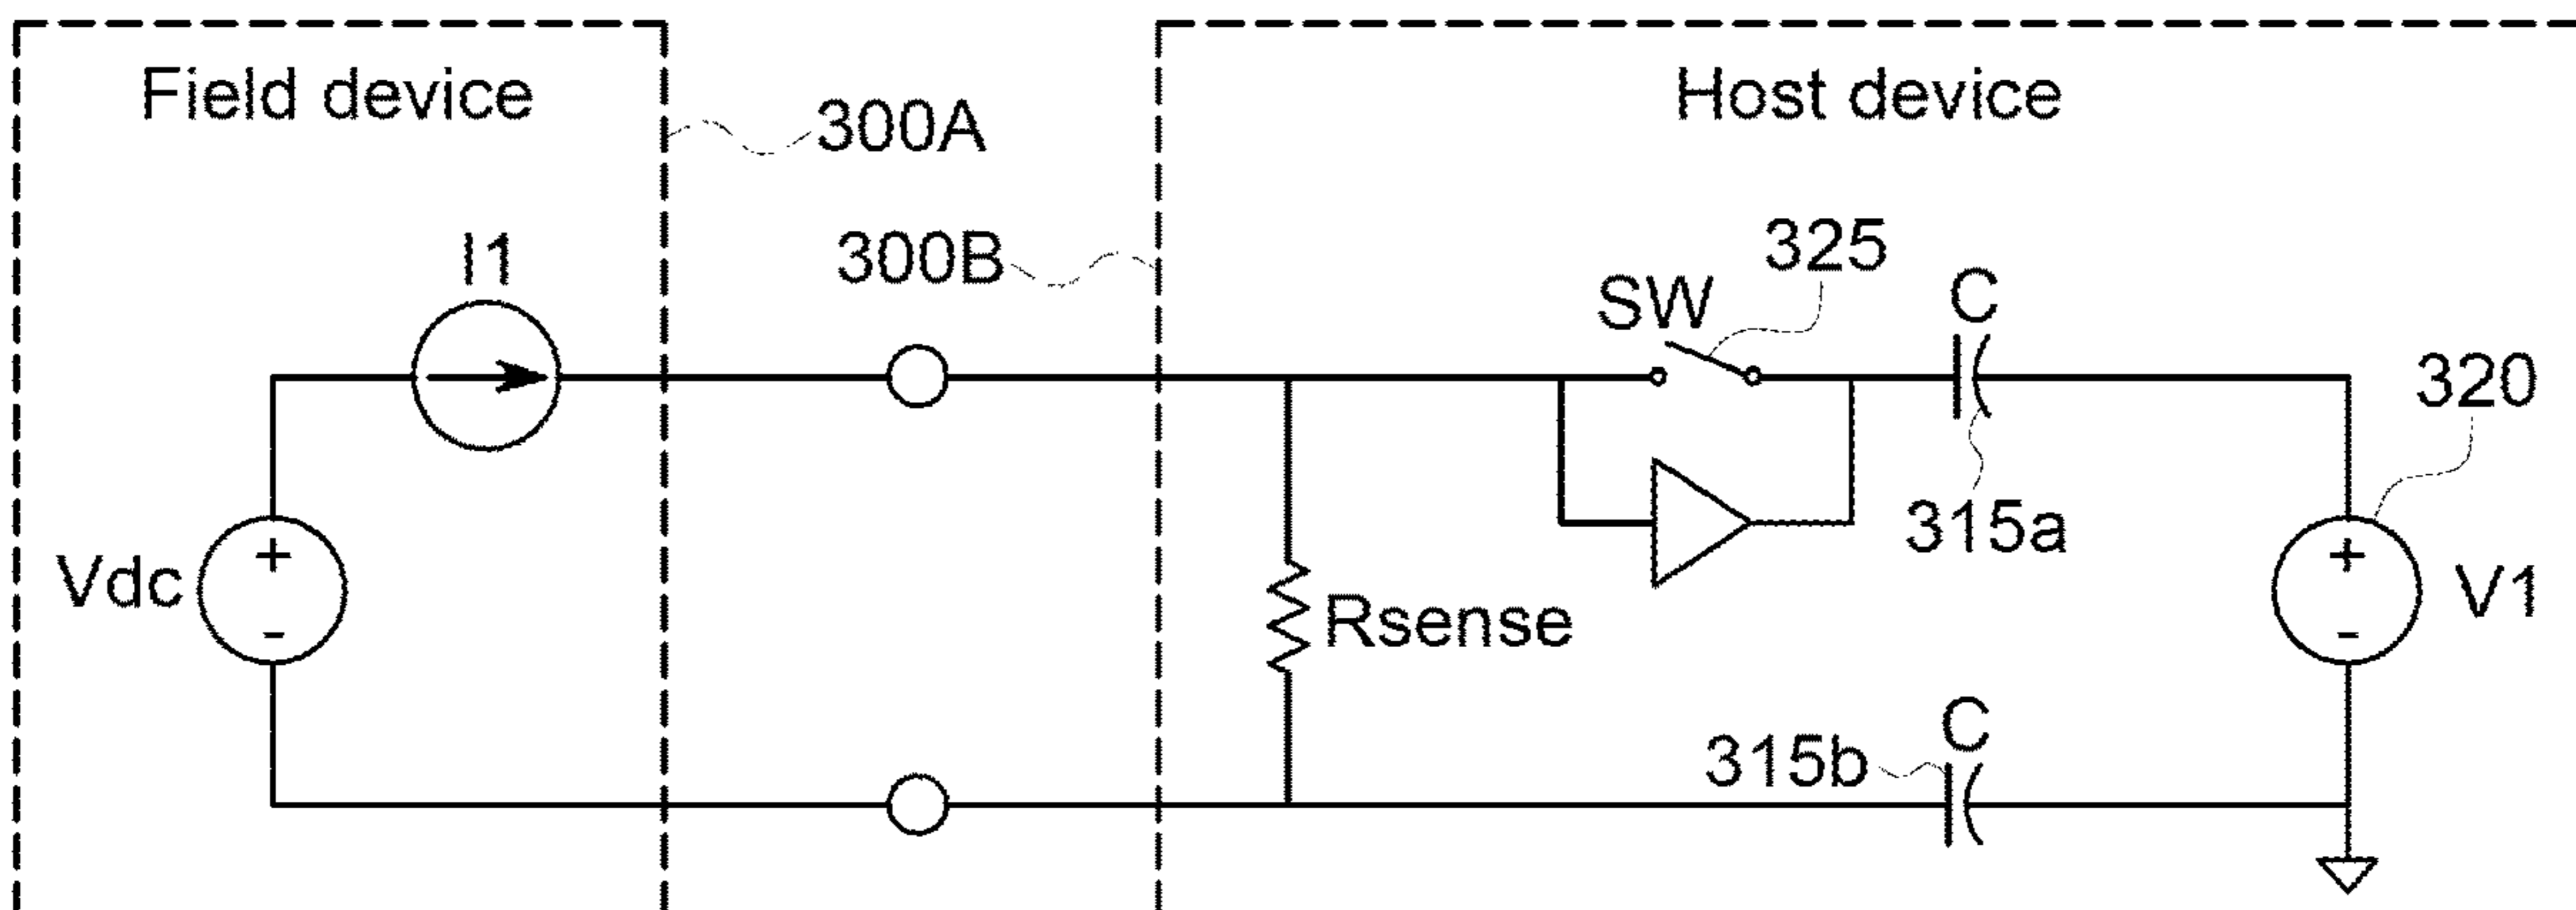 Field device
Host device
300A
300B
I1
325
SW
C
320
Vdc
+
-
315a
Rsense
+
-
V1
C
315b